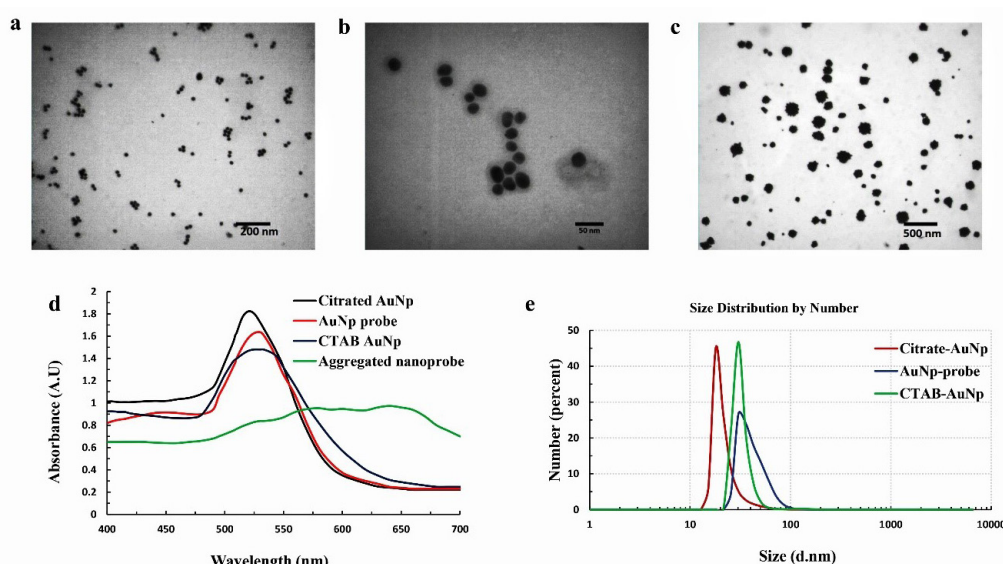 a
b
c
200 nm
50 nm
500 nm
d
Citrated AuNp
AuNp probe
CTAB AuNp
Aggregated nanoprobe
Absorbance (A.U)
2
1.8
1.6
1.4
1.2
1
0.8
0.6
0.4
0.2
0
400 450 500 550 600 650 700
Wavelength (nm)
e
Size Distribution by Number
Citrate-AuNp
AuNp-probe
CTAB-AuNp
Number (percent)
50
40
30
20
10
0
1 10 100 1000 10000
Size (d.nm)